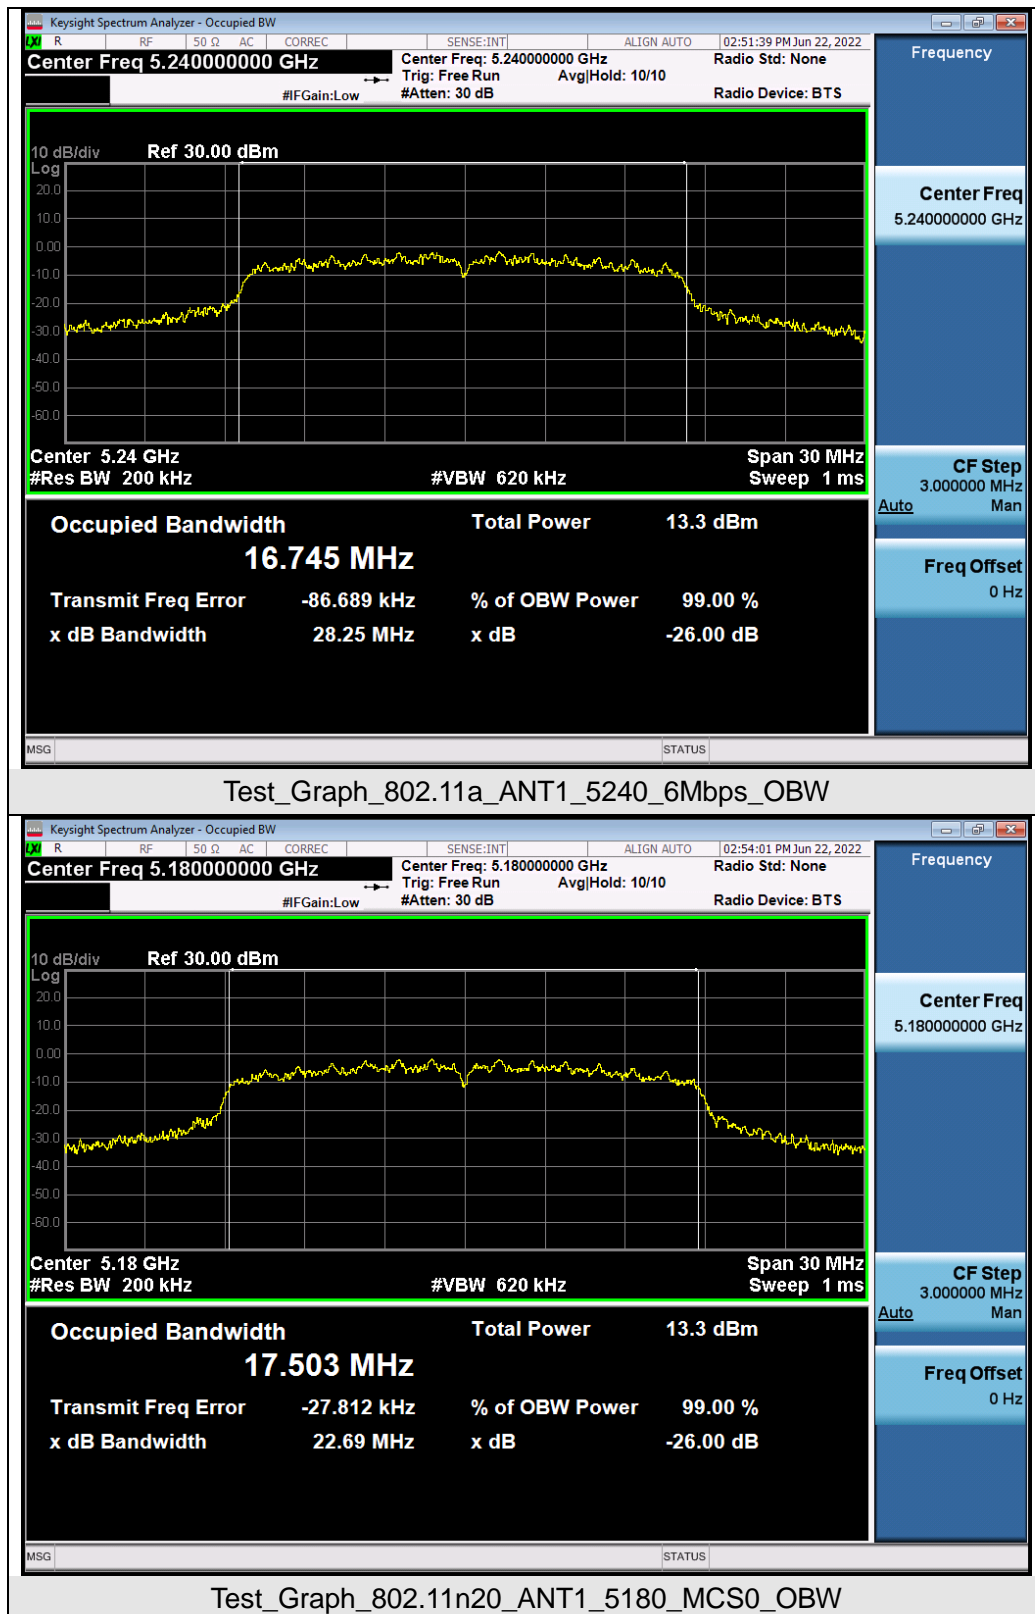 Keysight Spectrum Analyzer - Occupied BW
LXI R RF 50 Ω AC CORREC SENSE:INT ALIGN AUTO 02:51:39 PM Jun 22, 2022
Center Freq 5.240000000 GHz
Center Freq: 5.240000000 GHz
Radio Std: None
Trig: Free Run Avg|Hold: 10/10
#IFGain:Low
#Atten: 30 dB
Radio Device: BTS
10 dB/div Ref 30.00 dBm
Log
20.0
10.0
0.00
-10.0
-20.0
-30.0
-40.0
-50.0
-60.0
Center 5.24 GHz Span 30 MHz
#Res BW 200 kHz #VBW 620 kHz Sweep 1 ms
Occupied Bandwidth Total Power 13.3 dBm
16.745 MHz
Transmit Freq Error -86.689 kHz % of OBW Power 99.00 %
x dB Bandwidth 28.25 MHz x dB -26.00 dB
MSG STATUS
Frequency
Center Freq
5.240000000 GHz
CF Step
3.000000 MHz
Auto Man
Freq Offset
0 Hz
Test_Graph_802.11a_ANT1_5240_6Mbps_OBW
Keysight Spectrum Analyzer - Occupied BW
LXI R RF 50 Ω AC CORREC SENSE:INT ALIGN AUTO 02:54:01 PM Jun 22, 2022
Center Freq 5.180000000 GHz
Center Freq: 5.180000000 GHz
Radio Std: None
Trig: Free Run Avg|Hold: 10/10
#IFGain:Low
#Atten: 30 dB
Radio Device: BTS
10 dB/div Ref 30.00 dBm
Log
20.0
10.0
0.00
-10.0
-20.0
-30.0
-40.0
-50.0
-60.0
Center 5.18 GHz Span 30 MHz
#Res BW 200 kHz #VBW 620 kHz Sweep 1 ms
Occupied Bandwidth Total Power 13.3 dBm
17.503 MHz
Transmit Freq Error -27.812 kHz % of OBW Power 99.00 %
x dB Bandwidth 22.69 MHz x dB -26.00 dB
MSG STATUS
Frequency
Center Freq
5.180000000 GHz
CF Step
3.000000 MHz
Auto Man
Freq Offset
0 Hz
Test_Graph_802.11n20_ANT1_5180_MCS0_OBW